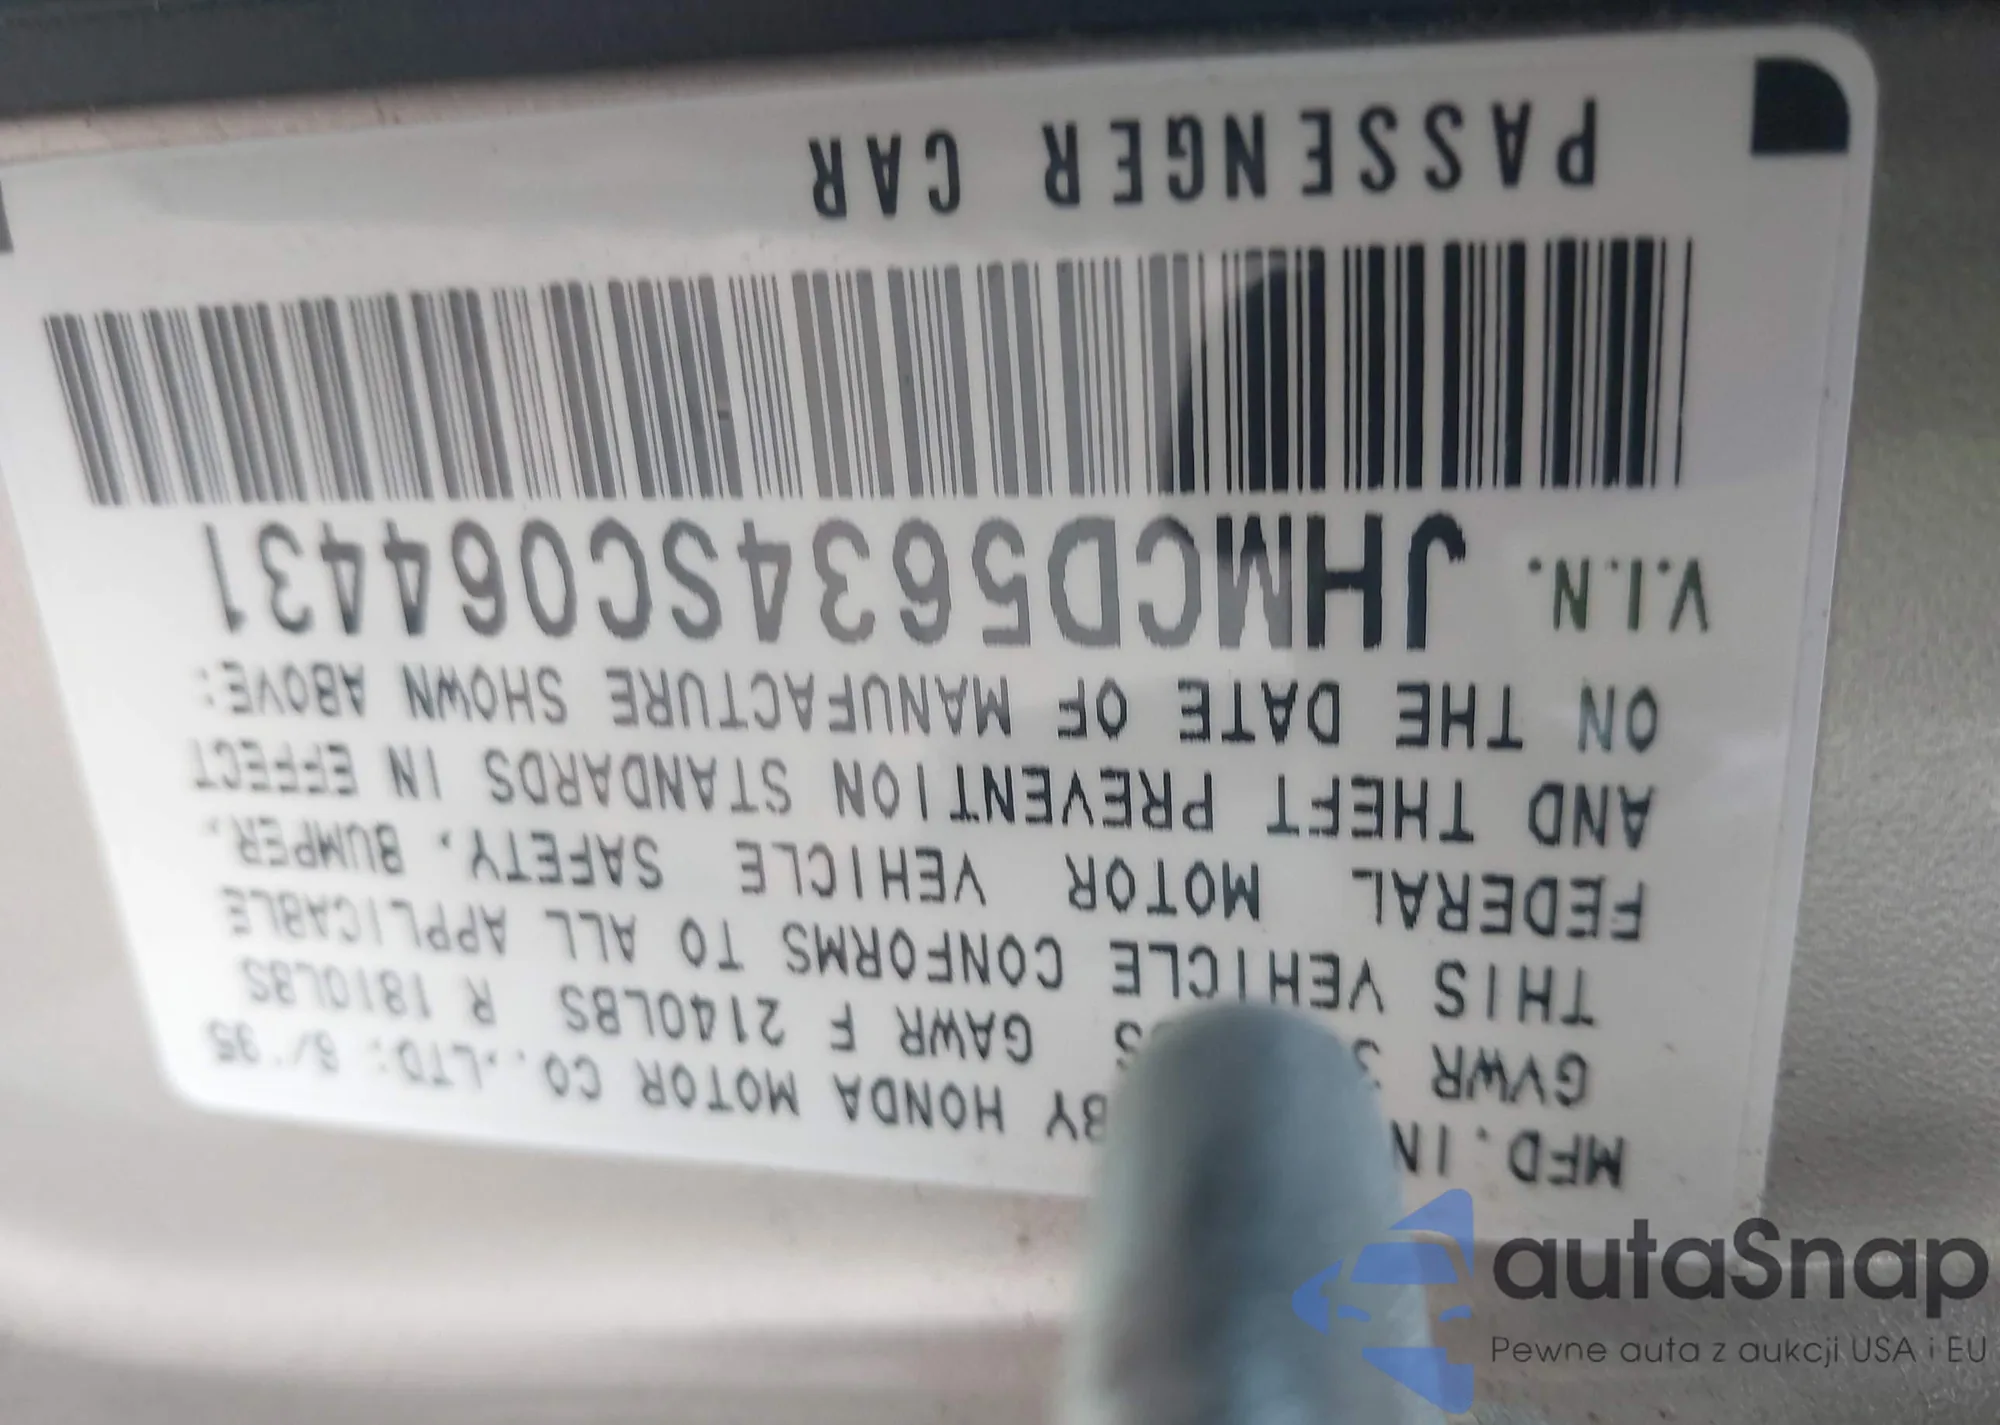 MFD. IN BY HONDA MOTOR CO.,LTD:
GVWR GAWR F 2140LBS R 1810LBS
THIS VEHICLE CONFORMS TO ALL APPLICABLE
FEDERAL MOTOR VEHICLE SAFETY, BUMPER,
AND THEFT PREVENTION STANDARDS IN EFFECT
ON THE DATE OF MANUFACTURE SHOWN ABOVE:
V.I.N. JHMCD5634SC064431
PASSENGER CAR
autaSnap
Pewne auta z aukcji USA i EU